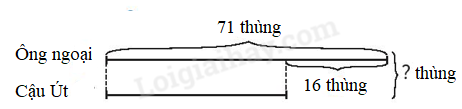 71 thùng
Ông ngoại
16 thùng
? thùng
Cậu Út
Loigiaihay.com